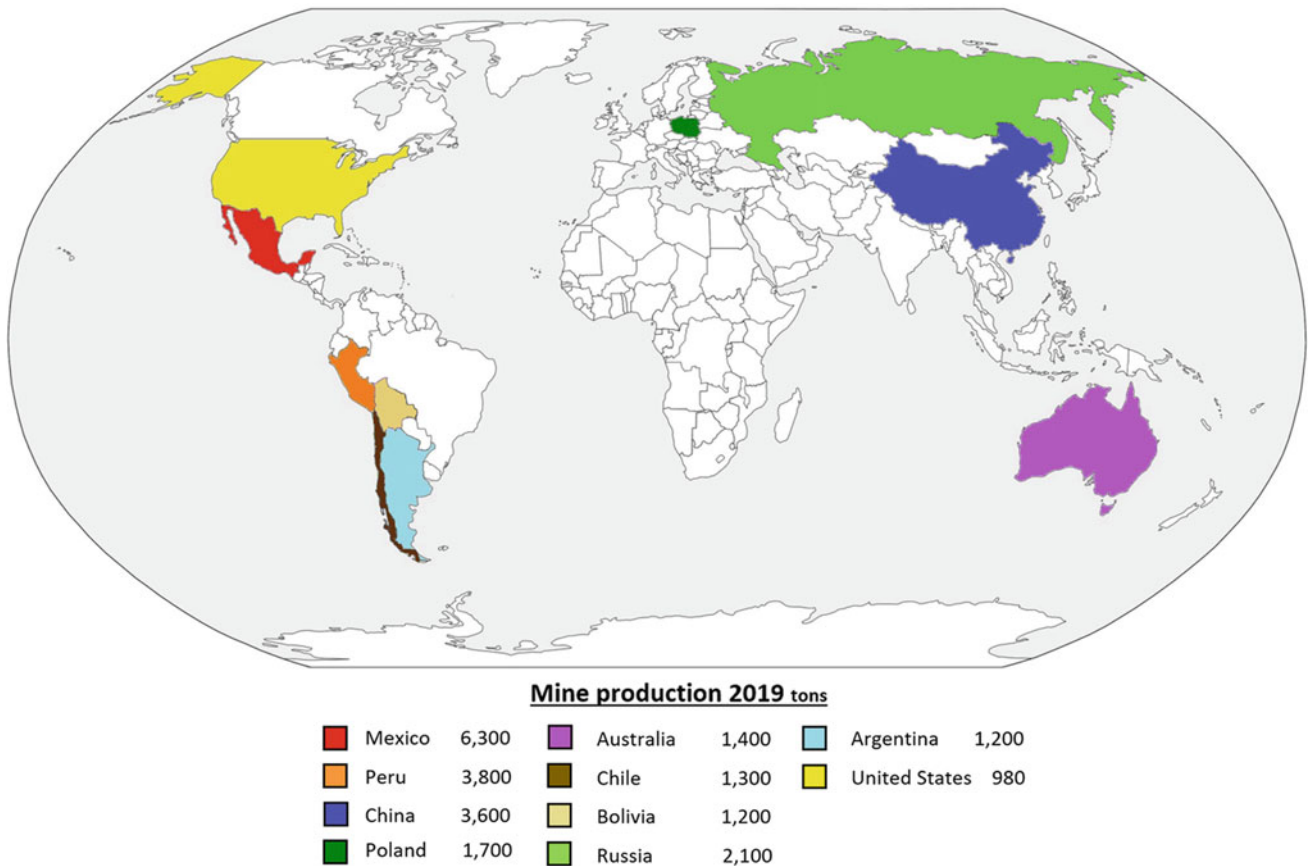 Mine production 2019 tons
Mexico 6,300
Peru 3,800
China 3,600
Poland 1,700
Australia 1,400
Chile 1,300
Bolivia 1,200
Russia 2,100
Argentina 1,200
United States 980